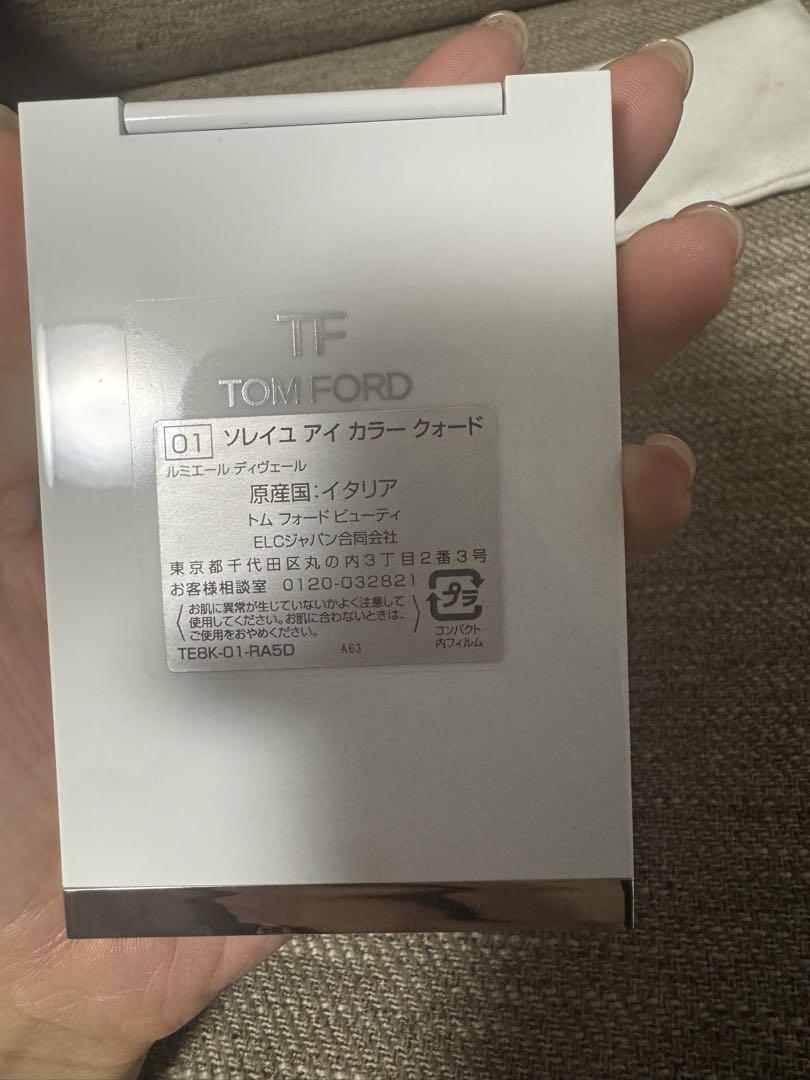 TF
TOM FORD
01 ソレイユ アイ カラー クォード
ルミエール ディヴェール
原産国:イタリア
トム フォード ビューティ
ELCジャパン合同会社
東京都千代田区丸の内3丁目2番3号
お客様相談室 0120-032821
お肌に異常が生じていないかよく注意して
使用してください。お肌に合わないときは、
ご使用をおやめください。
プラ
コンパクト
内フィルム
TE8K-01-RA5D A63